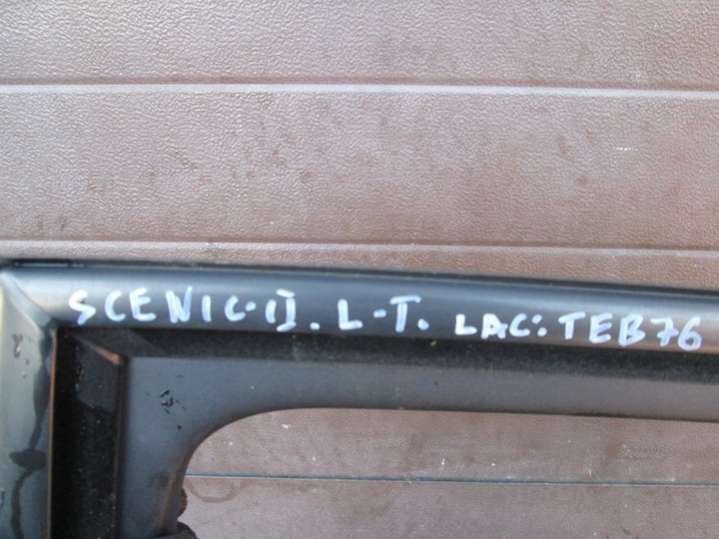 SCENIC-II. L-T. LAC: TEB76